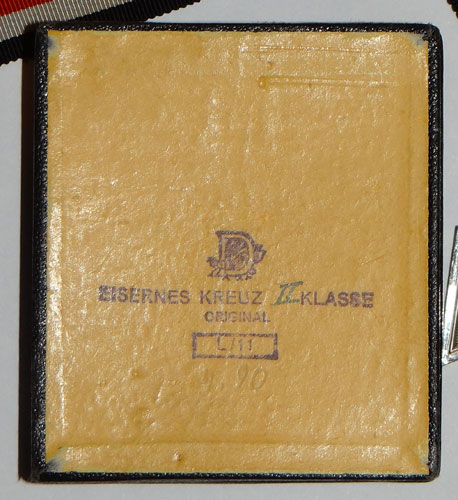 D
EISERNES KREUZ II KLASSE
ORIGINAL
L/11